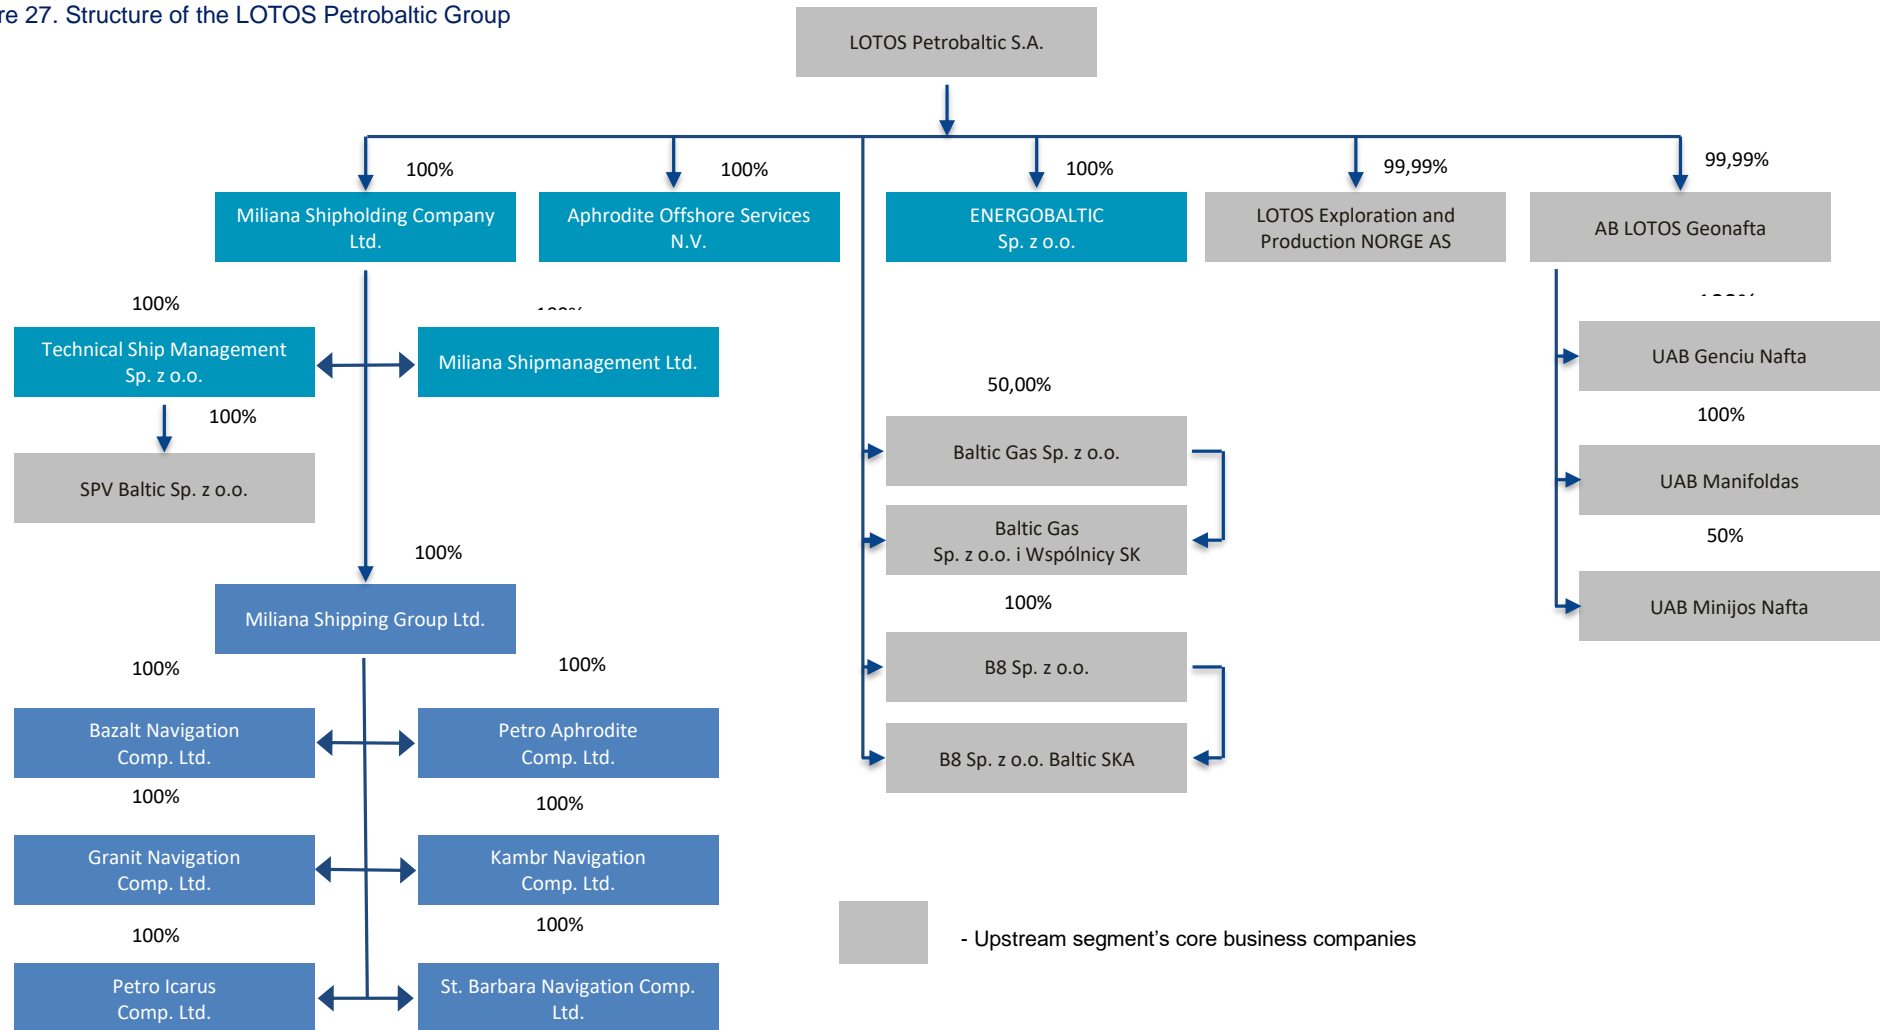 re 27. Structure of the LOTOS Petrobaltic Group
LOTOS Petrobaltic S.A.
100%
100%
100%
99,99%
99,99%
Miliana Shipholding Company
Ltd.
Aphrodite Offshore Services
N.V.
ENERGOBALTIC
Sp. z o.o.
LOTOS Exploration and
Production NORGE AS
AB LOTOS Geonafta
100%
Technical Ship Management
Sp. z o.o.
Miliana Shipmanagement Ltd.
UAB Genciu Nafta
100%
50,00%
100%
SPV Baltic Sp. z o.o.
Baltic Gas Sp. z o.o.
UAB Manifoldas
Baltic Gas
Sp. z o.o. i Wspólnicy SK
50%
100%
100%
Miliana Shipping Group Ltd.
UAB Minijos Nafta
100%
100%
B8 Sp. z o.o.
Bazalt Navigation
Comp. Ltd.
Petro Aphrodite
Comp. Ltd.
B8 Sp. z o.o. Baltic SKA
100%
100%
Granit Navigation
Comp. Ltd.
Kambr Navigation
Comp. Ltd.
100%
100%
- Upstream segment's core business companies
Petro Icarus
Comp. Ltd.
St. Barbara Navigation Comp.
Ltd.